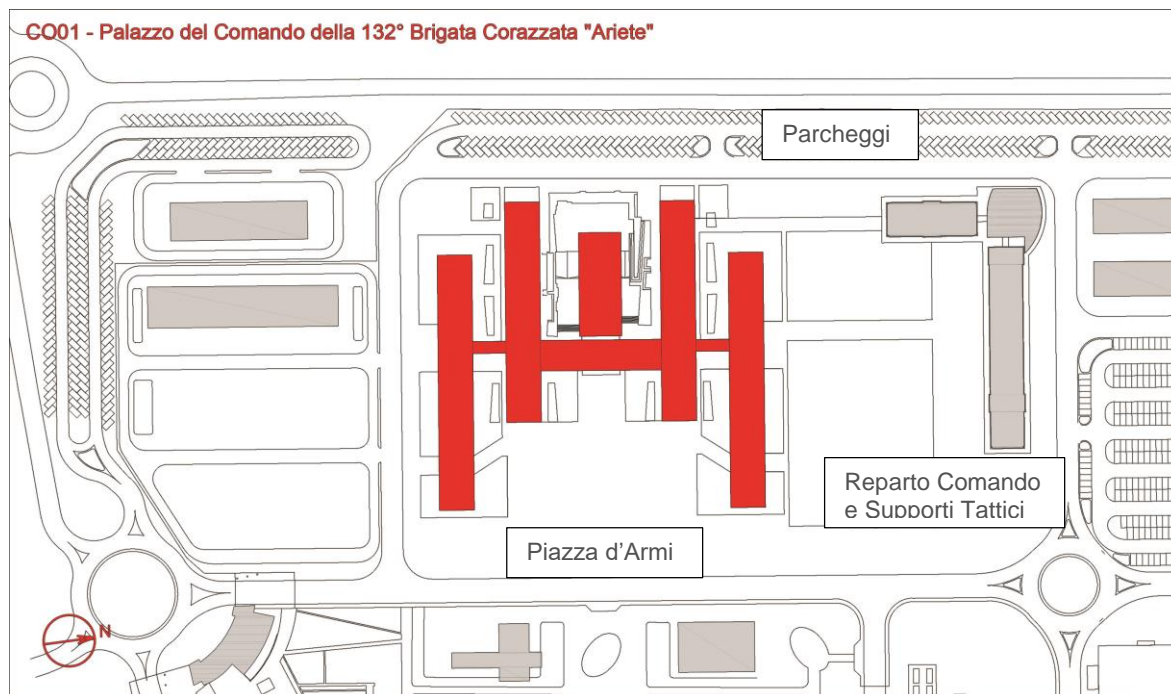 CO01 - Palazzo del Comando della 132° Brigata Corazzata "Ariete"
Parcheggi
Reparto Comando
e Supporti Tattici
Piazza d'Armi
N